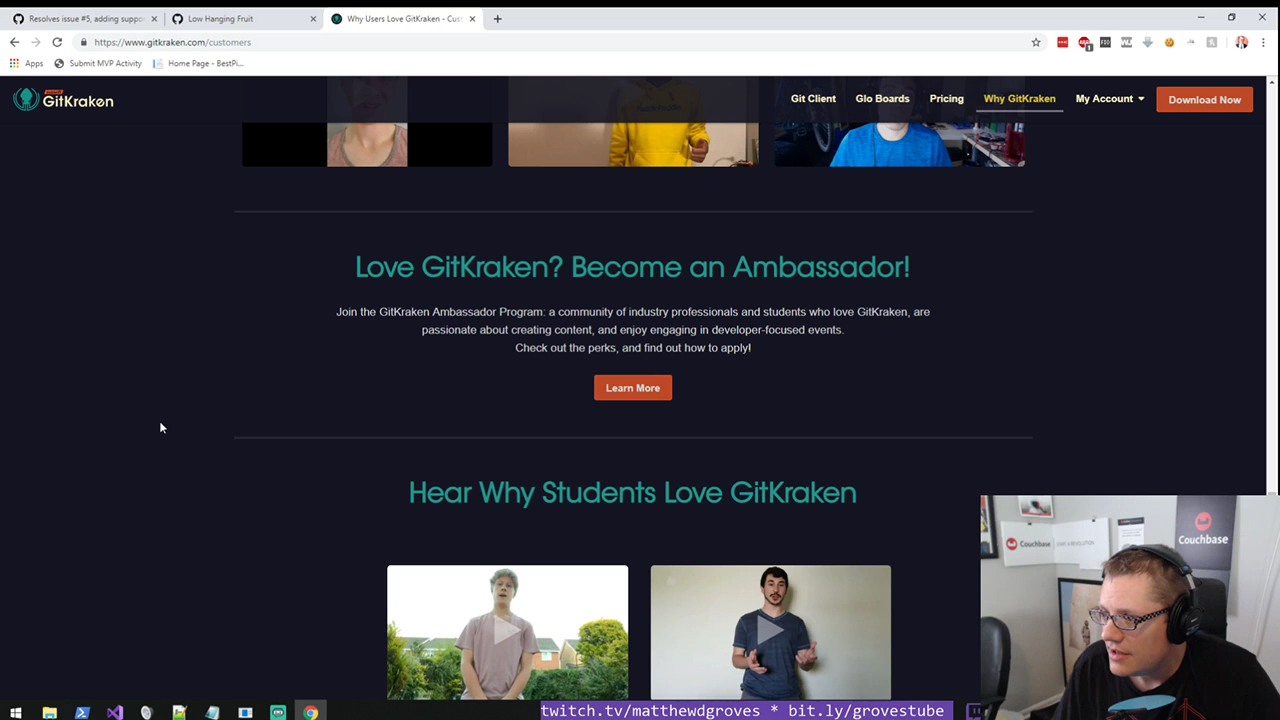 Resolves issue #5, adding suppo
Low Hanging Fruit
Why Users Love GitKraken - Cus
https://www.gitkraken.com/customers
Apps
Submit MVP Activity
Home Page - BestPl...
GitKraken
Git Client
Glo Boards
Pricing
Why GitKraken
My Account
Download Now
Love GitKraken? Become an Ambassador!
Join the GitKraken Ambassador Program: a community of industry professionals and students who love GitKraken, are
passionate about creating content, and enjoy engaging in developer-focused events.
Check out the perks, and find out how to apply!
Learn More
Hear Why Students Love GitKraken
Couchbase
Couchbase
twitch.tv/matthewdgroves * bit.ly/grovestube